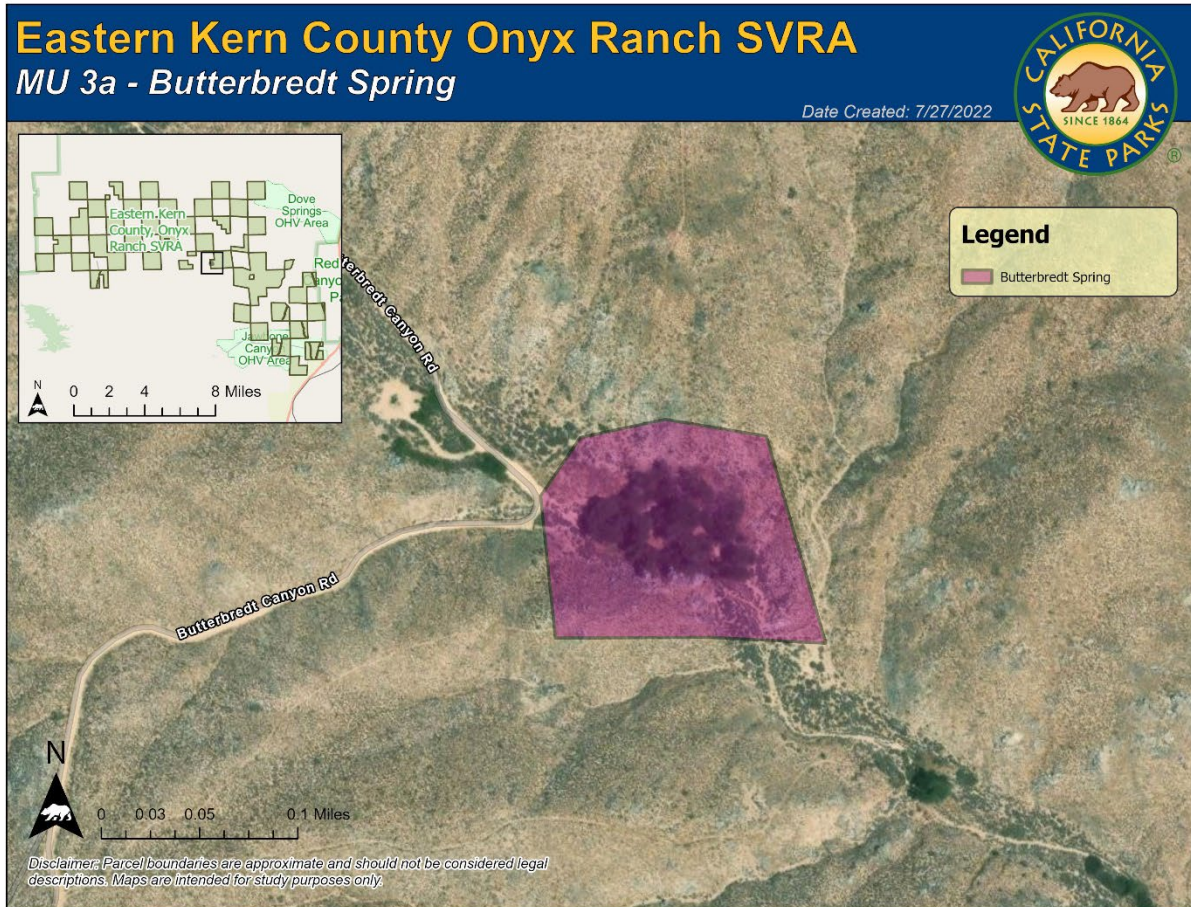 Eastern Kern County Onyx Ranch SVRA
MU 3a - Butterbredt Spring
Date Created: 7/27/2022
CALIFORNIA
STATE PARKS
SINCE 1864
®
Dove
Springs
OHV Area
Eastern Kern
County, Onyx
Ranch SVRA
Red
Jawbone
OHV Area
N
0 2 4 8 Miles
terbredt Canyon Rd
Legend
Butterbredt Spring
Butterbredt Canyon Rd
N
0 0.03 0.05 0.1 Miles
Disclaimer: Parcel boundaries are approximate and should not be considered legal
descriptions. Maps are intended for study purposes only.